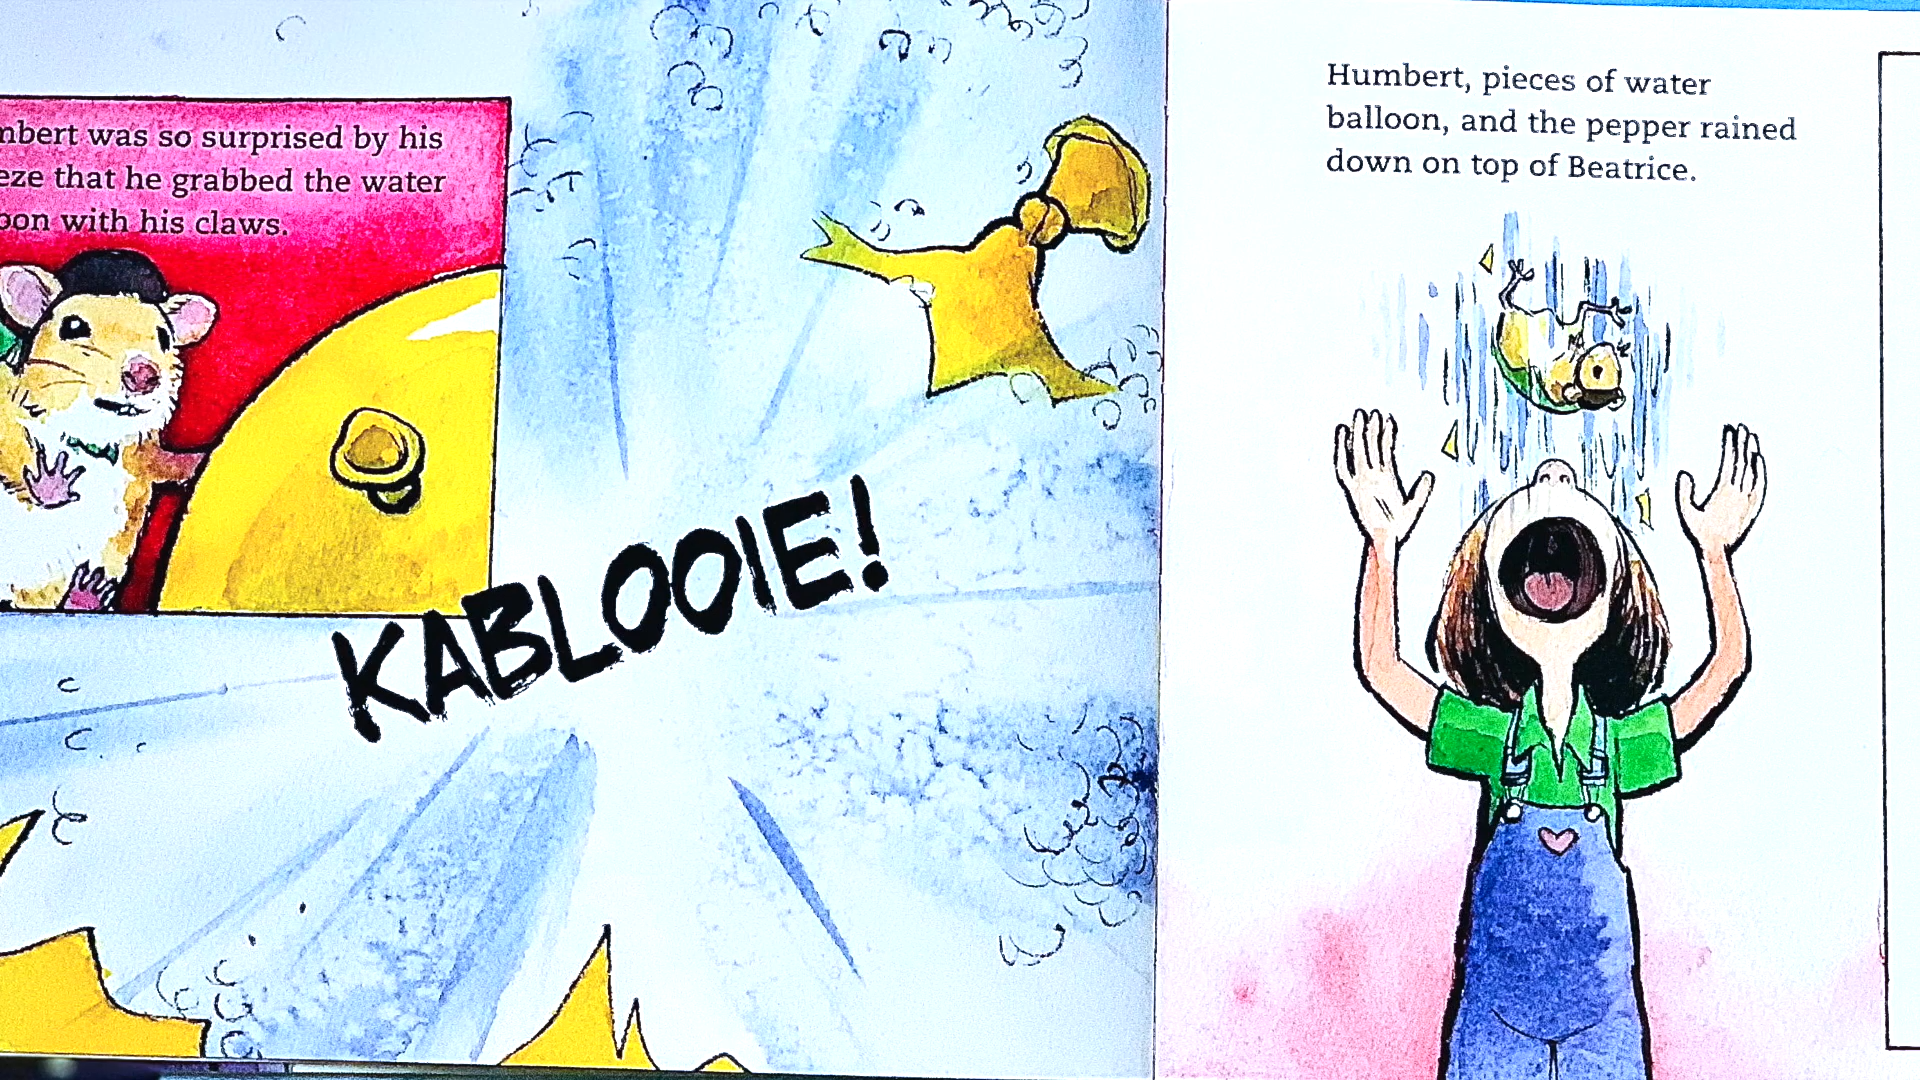 mbert was so surprised by his
eze that he grabbed the water
oon with his claws.
KABLOOIE!
Humbert, pieces of water
balloon, and the pepper rained
down on top of Beatrice.